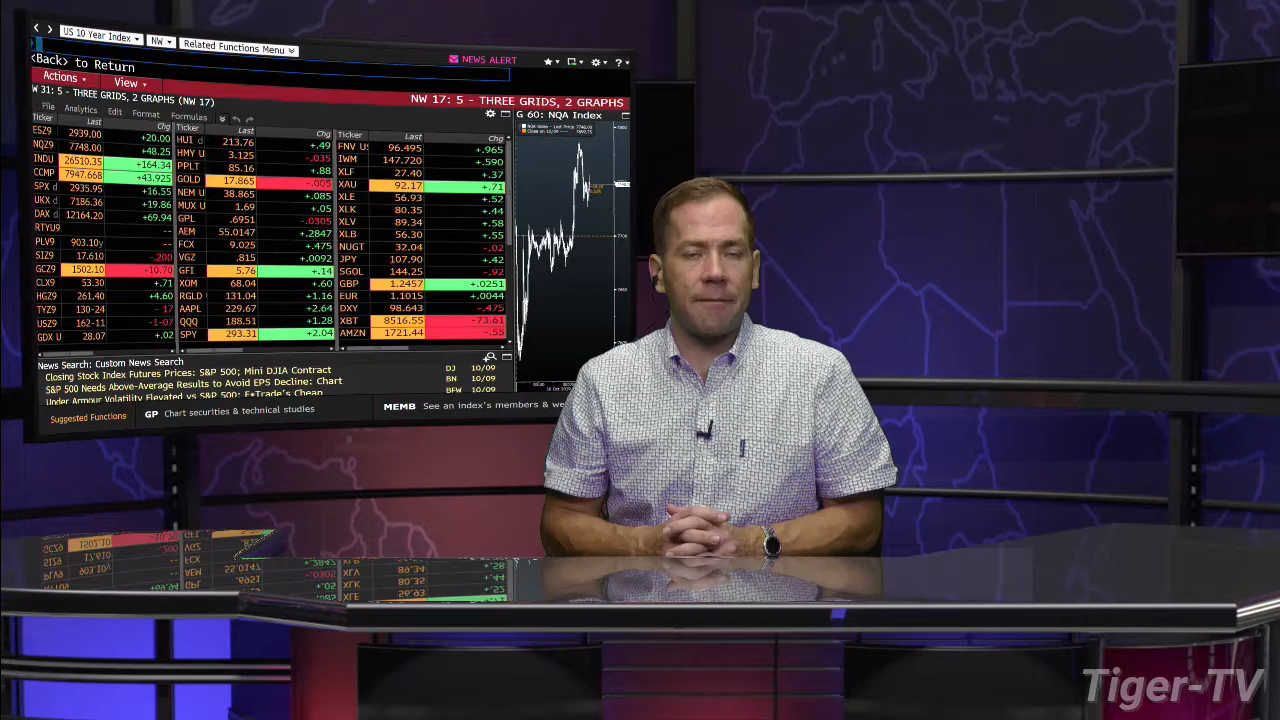 US 10 Year Index
NW
Related Functions Menu
<Back> to Return
NEWS ALERT
Actions
View
W 31: 5 - THREE GRIDS, 2 GRAPHS (NW 17)
NW 17: 5 - THREE GRIDS, 2 GRAPHS
File Analytics Edit Format Formulas
G 60: NQA Index
Ticker Last Chg
ESZ9 2939.00 +20.00
NQZ9 7748.00 +48.25
INDU 26510.35 +164.34
CCMP 7947.668 +43.925
SPX d 2935.95 +16.55
UKX d 7186.36 +19.86
DAX d 12164.20 +69.94
RTYU9 --
PLV9 903.10y --
SIZ9 17.610 -.200
GCZ9 1502.10 -10.70
CLX9 53.30 +.71
HGZ9 261.40 +4.60
TYZ9 130-24 - 17
USZ9 162-11 -1-07
GDX U 28.07 +.02
Ticker Last Chg
HUI d 213.76 +.49
HMY U 3.125 -.035
PPLT 85.16 +.88
GOLD 17.865 -.005
NEM U 38.865 +.085
MUX U 1.69 +.05
GPL .6951 -.0305
AEM 55.0147 +.2847
FCX 9.025 +.475
VGZ .815 +.0092
GFI 5.76 +.14
XOM 68.04 +.60
RGLD 131.04 +1.16
AAPL 229.67 +2.64
QQQ 188.51 +1.28
SPY 293.31 +2.04
Ticker Last Chg
FNV US 96.495 +.965
IWM 147.720 +.590
XLF 27.40 +.37
XAU 92.17 +.71
XLE 56.93 +.52
XLK 80.35 +.44
XLV 89.34 +.58
XLB 56.30 +.55
NUGT 32.04 -.02
JPY 107.90 +.42
SGOL 144.25 -.92
GBP 1.2457 +.0251
EUR 1.1015 +.0044
DXY 98.643 -.475
XBT 8516.55 -73.61
AMZN 1721.44 -.55
News Search: Custom News Search
Closing Stock Index Futures Prices: S&P 500; Mini DJIA Contract DJ 10/09
S&P 500 Needs Above-Average Results to Avoid EPS Decline: Chart BN 10/09
Under Armour Volatility Elevated vs S&P 500; E*Trade's Cheap BFW 10/09
Suggested Functions
GP Chart securities & technical studies
MEMB See an index's members & we
Tiger-TV